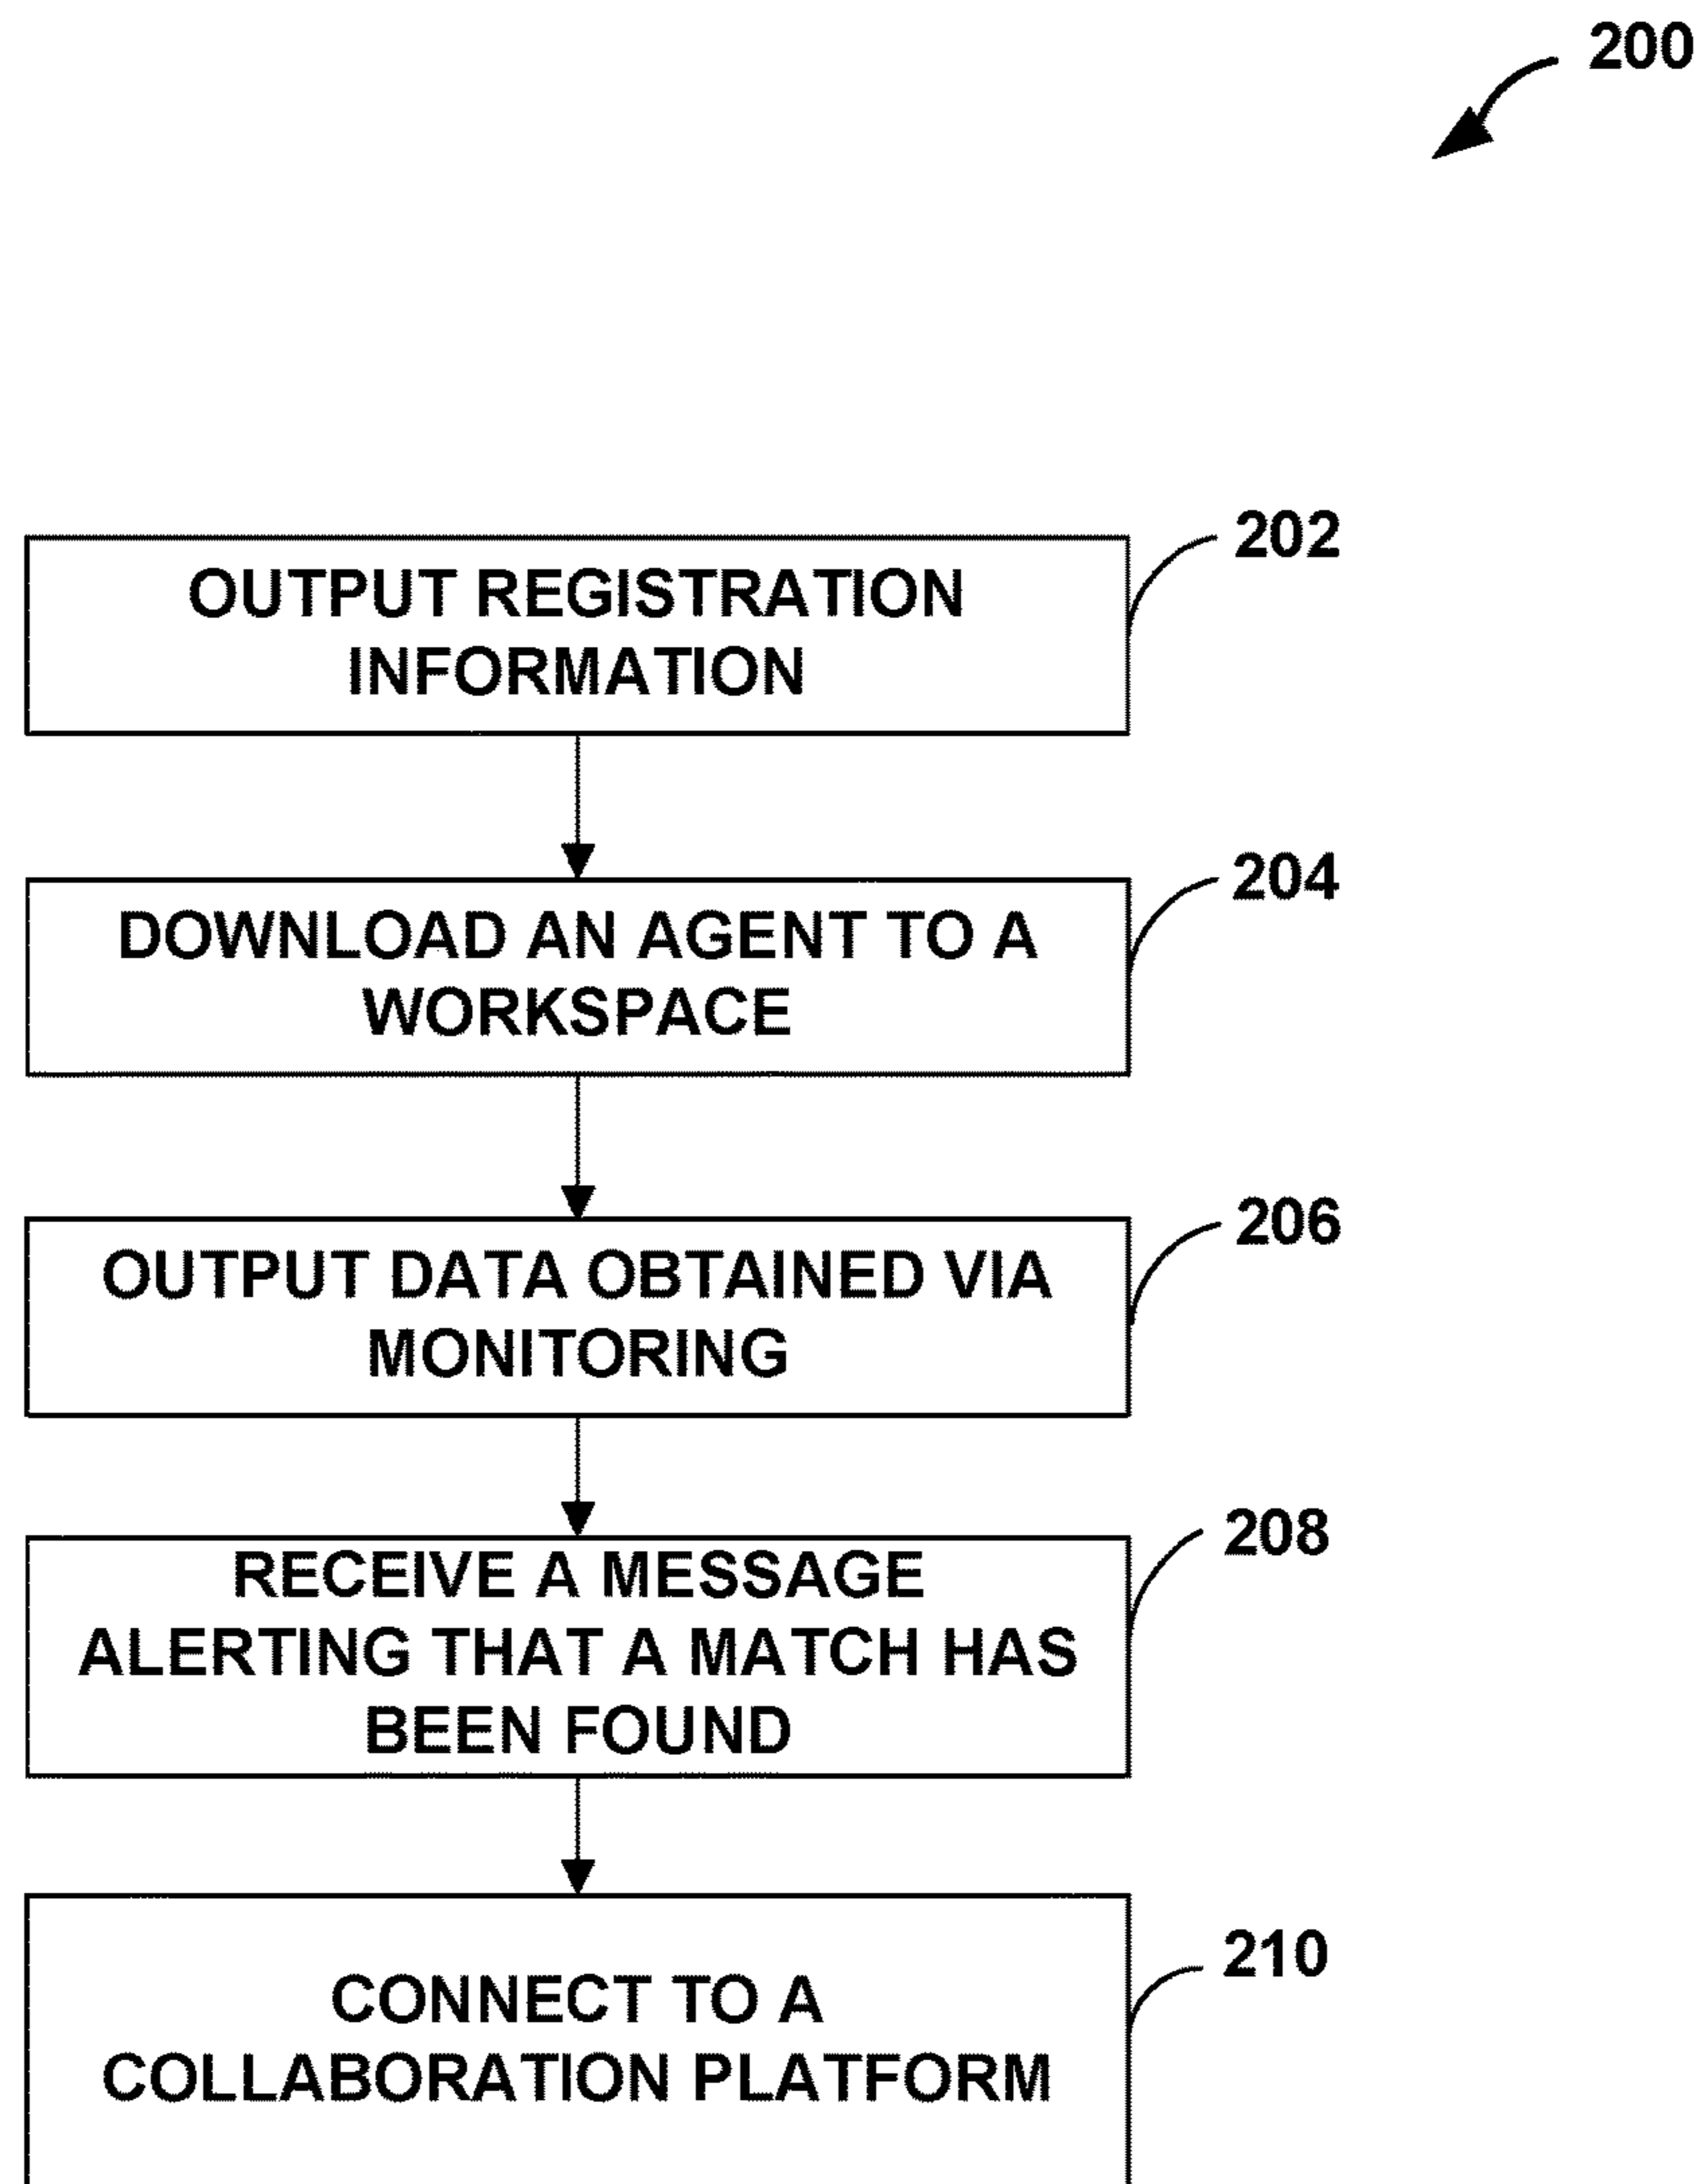 200
202
OUTPUT REGISTRATION
INFORMATION
204
DOWNLOAD AN AGENT TO A
WORKSPACE
206
OUTPUT DATA OBTAINED VIA
MONITORING
208
RECEIVE A MESSAGE
ALERTING THAT A MATCH HAS
BEEN FOUND
210
CONNECT TO A
COLLABORATION PLATFORM